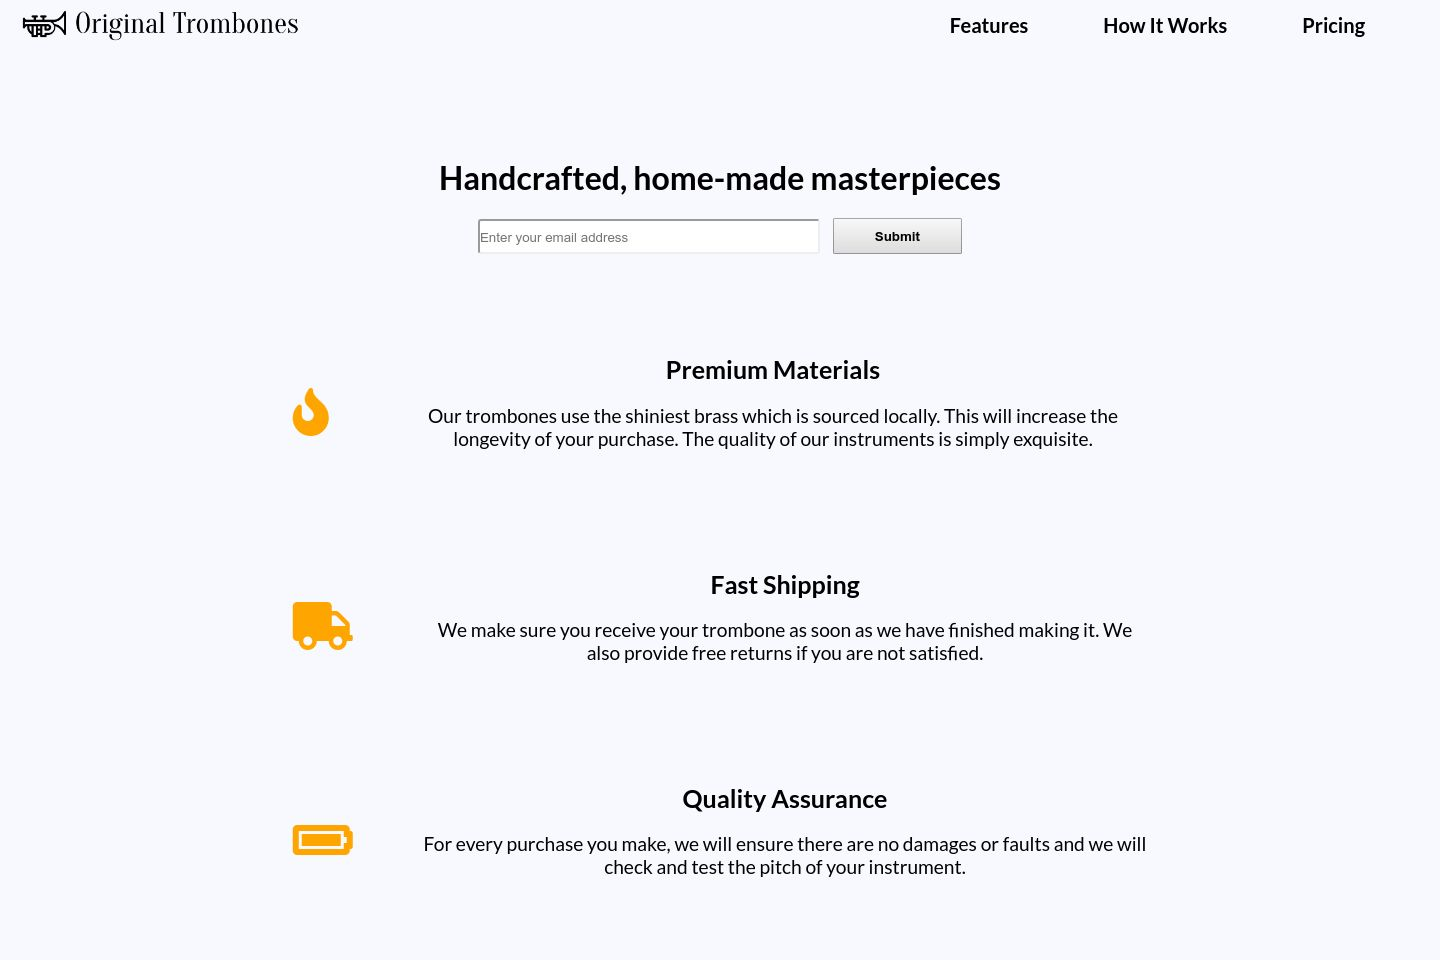 Original Trombones
Features
How It Works
Pricing
Handcrafted, home-made masterpieces
Enter your email address
Submit
Premium Materials
Our trombones use the shiniest brass which is sourced locally. This will increase the
longevity of your purchase. The quality of our instruments is simply exquisite.
Fast Shipping
We make sure you receive your trombone as soon as we have finished making it. We
also provide free returns if you are not satisfied.
Quality Assurance
For every purchase you make, we will ensure there are no damages or faults and we will
check and test the pitch of your instrument.